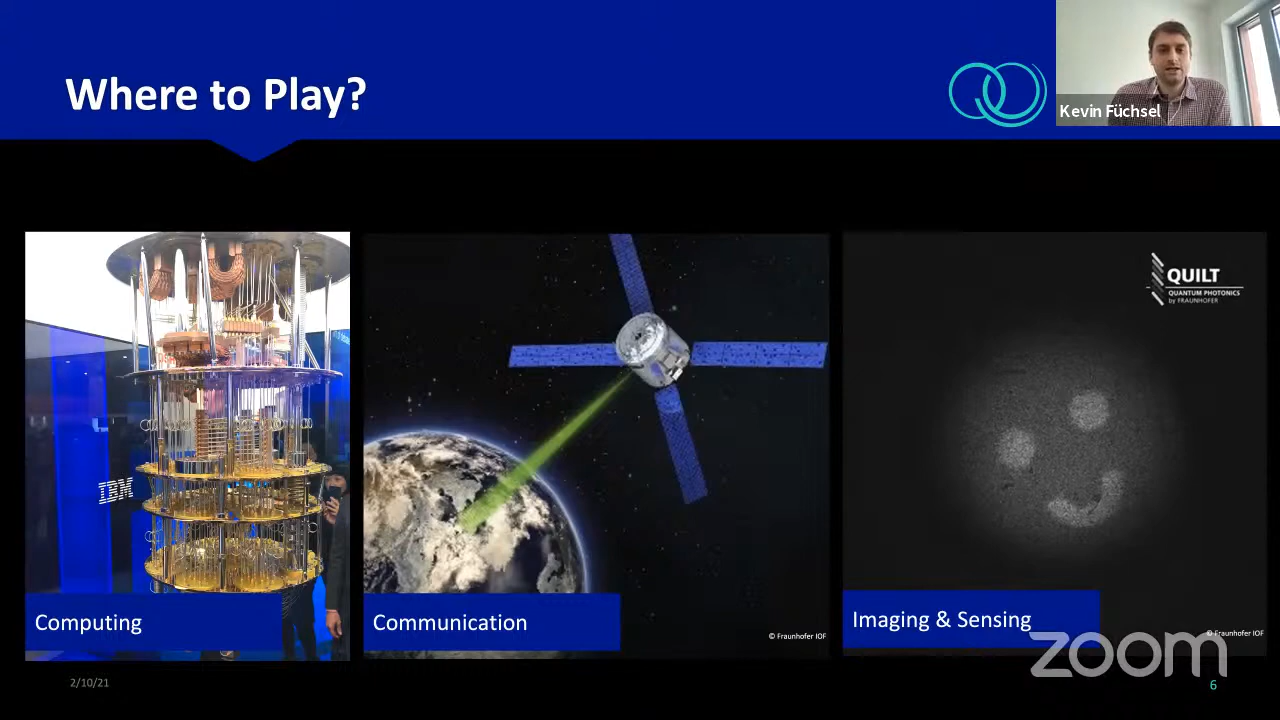 Where to Play?
Kevin Füchsel
QUILT
QUANTUM PHOTONICS
by FRAUNHOFER
IBM
Computing
Communication
© Fraunhofer IOF
Imaging & Sensing
© Fraunhofer IOF
zoom
2/10/21
6